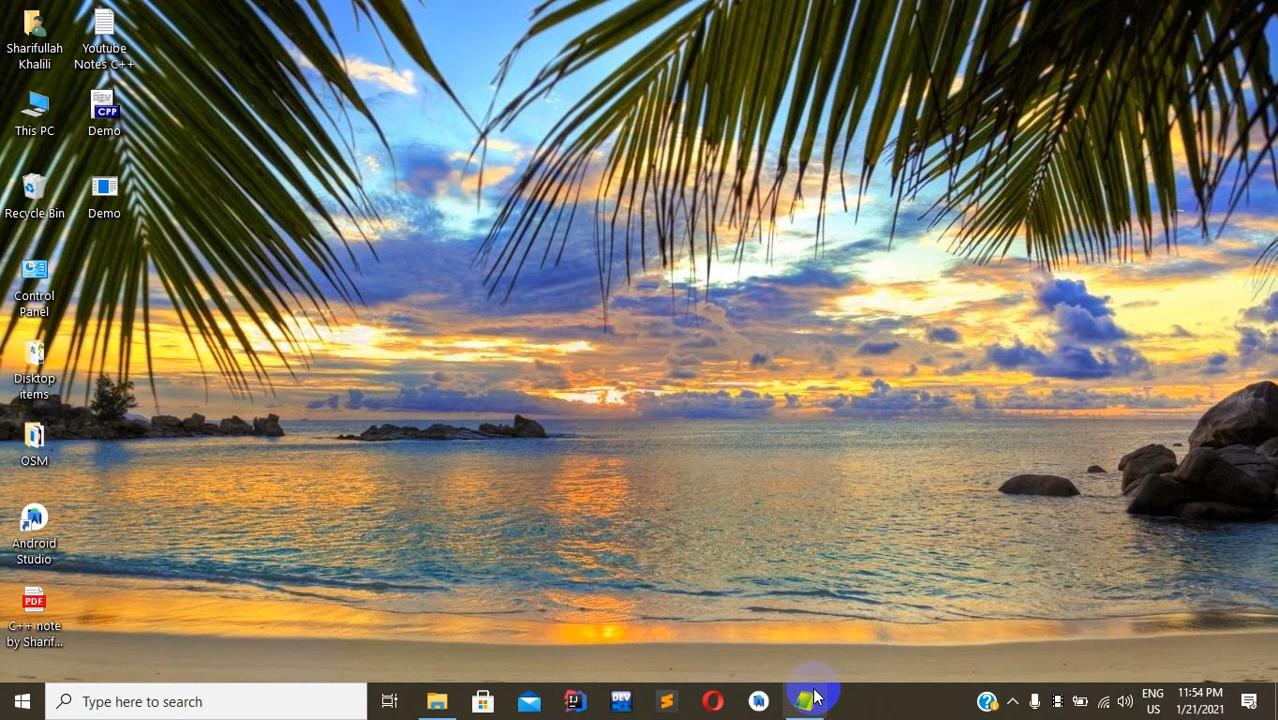 Sharifullah
Khalili
Youtube
Notes C++
This PC
CPP
Demo
Recycle Bin
Demo
Control
Panel
Disktop
items
OSM
Android
Studio
PDF
C++ note
by Sharif...
Type here to search
DEV
ENG
US
11:54 PM
1/21/2021